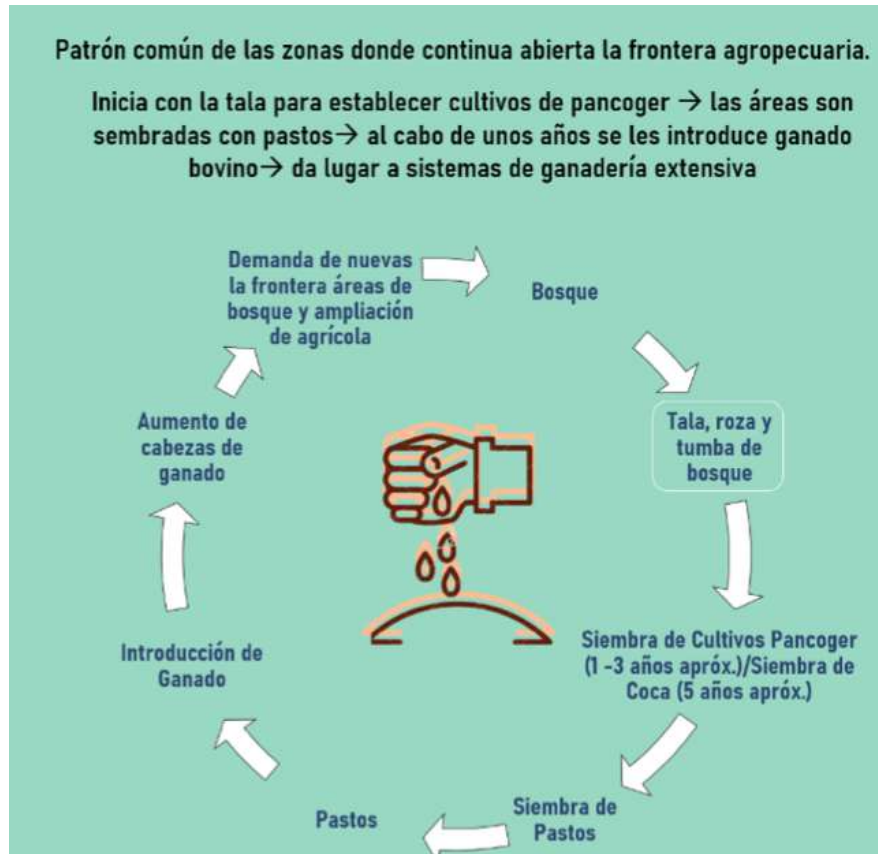 Patrón común de las zonas donde continua abierta la frontera agropecuaria.
Inicia con la tala para establecer cultivos de pancoger → las áreas son
sembradas con pastos→ al cabo de unos años se les introduce ganado
bovino→ da lugar a sistemas de ganadería extensiva
Demanda de nuevas
la frontera áreas de
bosque y ampliación
de agrícola
Bosque
Tala, roza y
tumba de
bosque
Siembra de Cultivos Pancoger
(1 -3 años apróx.)/Siembra de
Coca (5 años apróx.)
Siembra de
Pastos
Pastos
Introducción de
Ganado
Aumento de
cabezas de
ganado